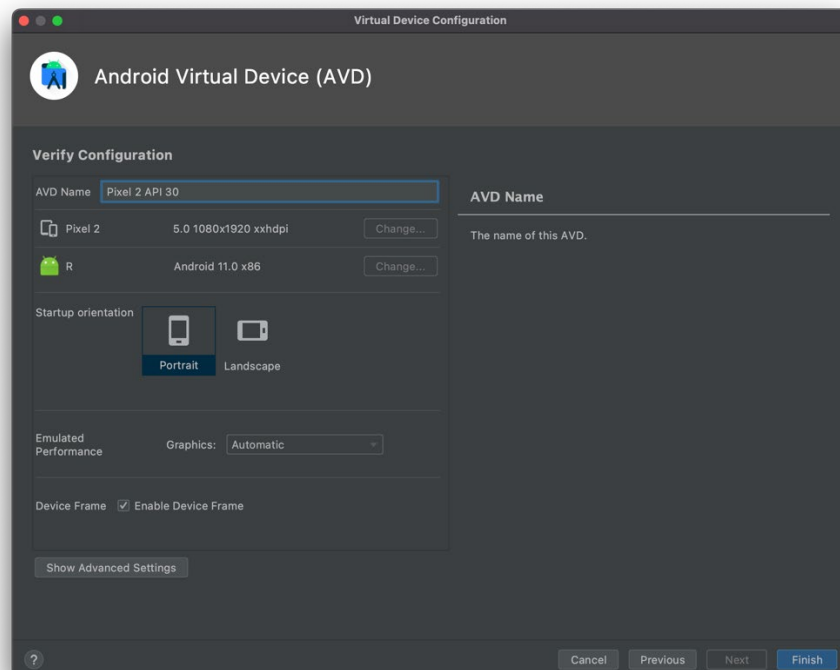 Virtual Device Configuration
Android Virtual Device (AVD)
Verify Configuration
AVD Name Pixel 2 API 30
Pixel 2 5.0 1080x1920 xxhdpi Change...
R Android 11.0 x86 Change...
Startup orientation
Portrait Landscape
Emulated
Performance
Graphics: Automatic
Device Frame Enable Device Frame
Show Advanced Settings
AVD Name
The name of this AVD.
? Cancel Previous Next Finish